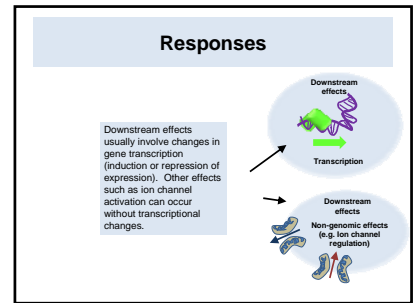 Responses
Downstream effects
usually involve changes in
gene transcription
(induction or repression of
expression).  Other effects
such as ion channel
activation can occur
without transcriptional
changes.
Downstream
effects
Transcription
Downstream
effects
Non-genomic effects
(e.g. Ion channel
regulation)